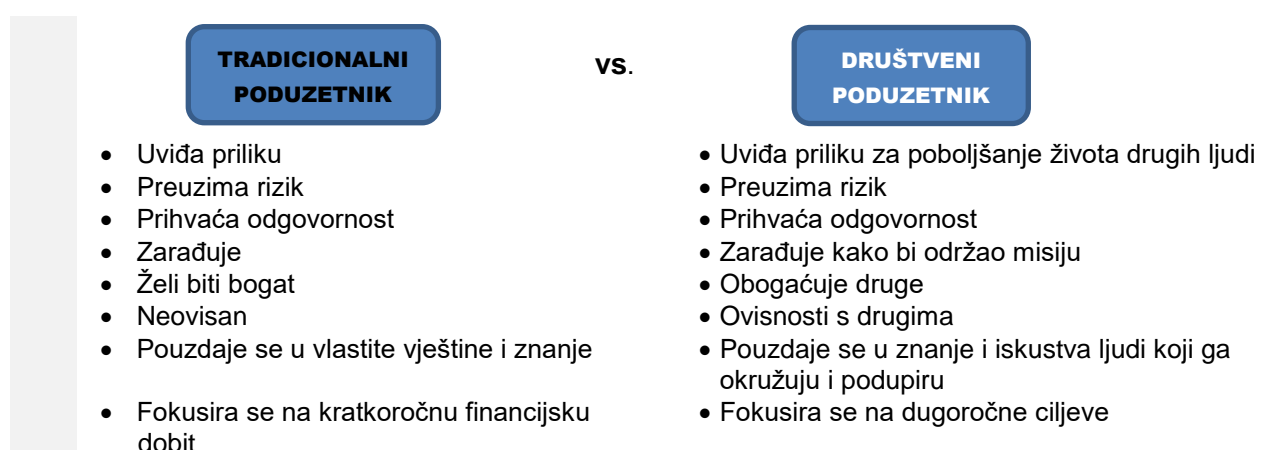 TRADICIONALNI
PODUZETNIK
vs.
DRUŠTVENI
PODUZETNIK
• Uviđa priliku
• Preuzima rizik
• Prihvaća odgovornost
• Zarađuje
• Želi biti bogat
• Neovisan
• Pouzdaje se u vlastite vještine i znanje
• Fokusira se na kratkoročnu financijsku
dobit
• Uviđa priliku za poboljšanje života drugih ljudi
• Preuzima rizik
• Prihvaća odgovornost
• Zarađuje kako bi održao misiju
• Obogaćuje druge
• Ovisnosti s drugima
• Pouzdaje se u znanje i iskustva ljudi koji ga
okružuju i podupiru
• Fokusira se na dugoročne ciljeve